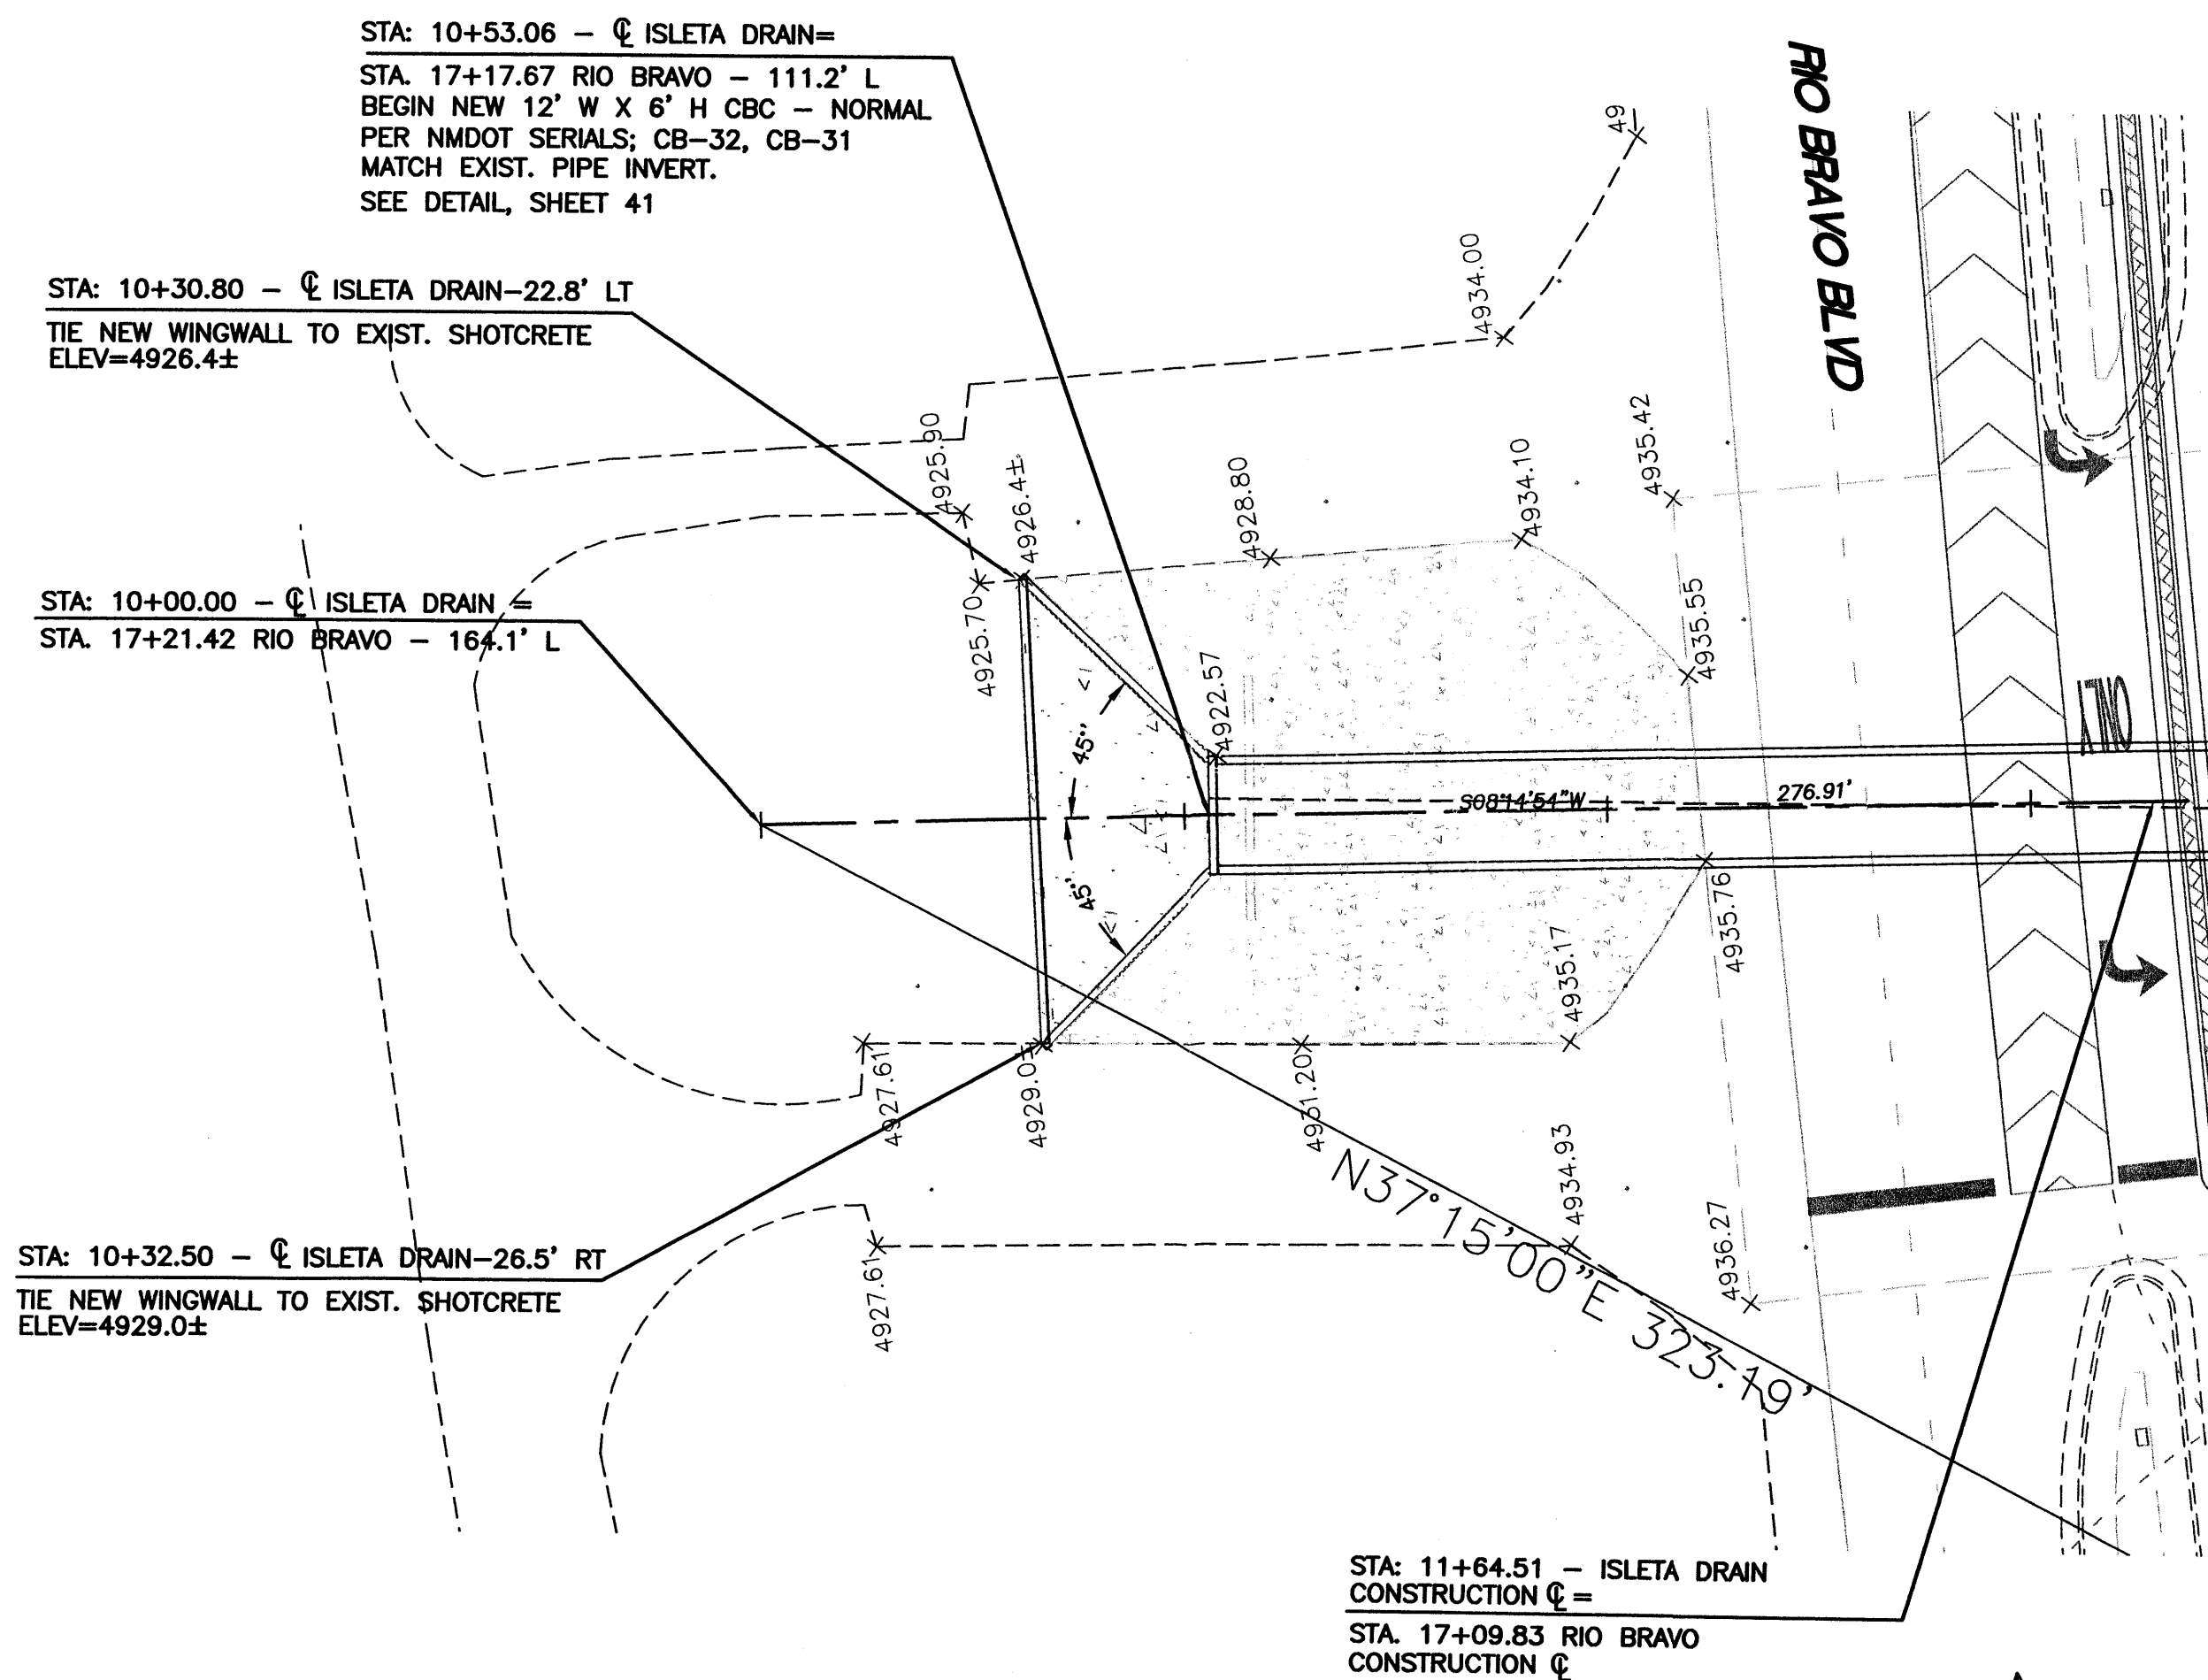 STA: 10+53.06 – ℄ ISLETA DRAIN=
STA. 17+17.67 RIO BRAVO – 111.2' L
BEGIN NEW 12' W X 6' H CBC – NORMAL
PER NMDOT SERIALS; CB–32, CB–31
MATCH EXIST. PIPE INVERT.
SEE DETAIL, SHEET 41
RIO BRAVO BLVD
49
4934.00
STA: 10+30.80 – ℄ ISLETA DRAIN–22.8' LT
TIE NEW WINGWALL TO EXIST. SHOTCRETE
ELEV=4926.4±
4925.90
4926.4±
4928.80
4934.10
4935.42
STA: 10+00.00 – ℄ ISLETA DRAIN =
STA. 17+21.42 RIO BRAVO – 164.1' L
4925.70
4922.57
4935.55
ONLY
45°
S08°14'54"W
276.91'
45°
4935.76
4935.17
4927.61
4929.0±
4931.20
4934.93
N37°15'00"E 323.19'
4936.27
STA: 10+32.50 – ℄ ISLETA DRAIN–26.5' RT
TIE NEW WINGWALL TO EXIST. SHOTCRETE
ELEV=4929.0±
4927.61
STA: 11+64.51 – ISLETA DRAIN
CONSTRUCTION ℄ =
STA. 17+09.83 RIO BRAVO
CONSTRUCTION ℄